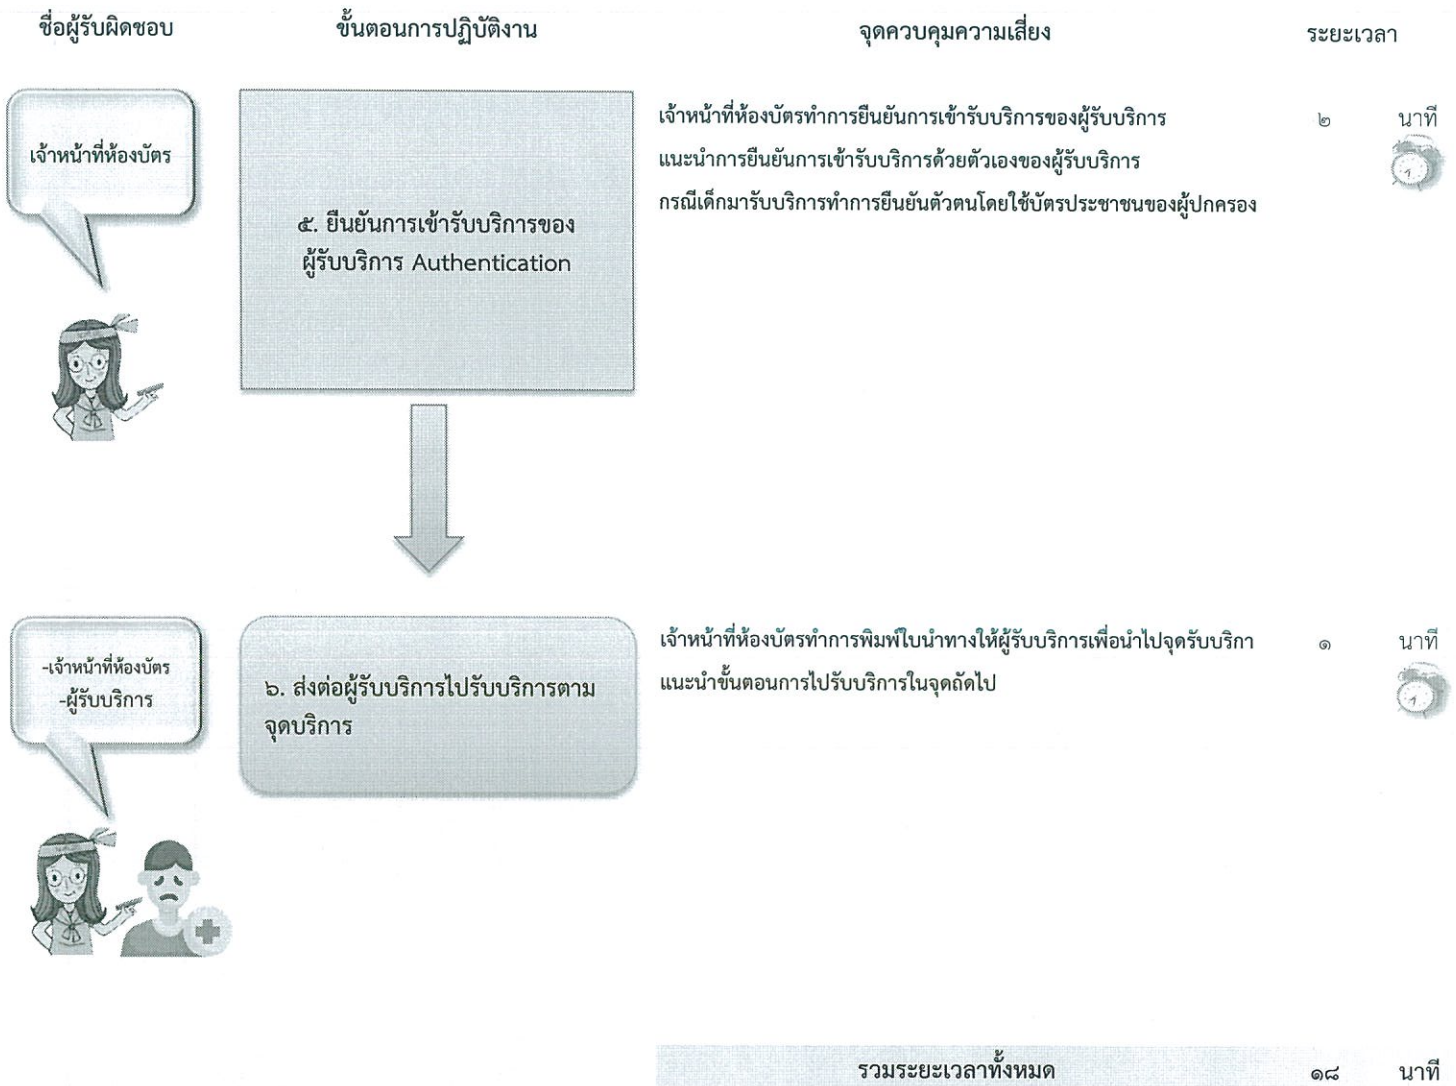 ชื่อผู้รับผิดชอบ ขั้นตอนการปฏิบัติงาน จุดควบคุมความเสี่ยง ระยะเวลา
เจ้าหน้าที่ห้องบัตร
๕. ยืนยันการเข้ารับบริการของ
ผู้รับบริการ Authentication
เจ้าหน้าที่ห้องบัตรทำการยืนยันการเข้ารับบริการของผู้รับบริการ ๒ นาที
แนะนำการยืนยันการเข้ารับบริการด้วยตัวเองของผู้รับบริการ
กรณีเด็กมารับบริการทำการยืนยันตัวตนโดยใช้บัตรประชาชนของผู้ปกครอง
-เจ้าหน้าที่ห้องบัตร
-ผู้รับบริการ
๖. ส่งต่อผู้รับบริการไปรับบริการตาม
จุดบริการ
เจ้าหน้าที่ห้องบัตรทำการพิมพ์ใบนำทางให้ผู้รับบริการเพื่อนำไปจุดรับบริกา ๑ นาที
แนะนำขั้นตอนการไปรับบริการในจุดถัดไป
รวมระยะเวลาทั้งหมด ๑๘ นาที